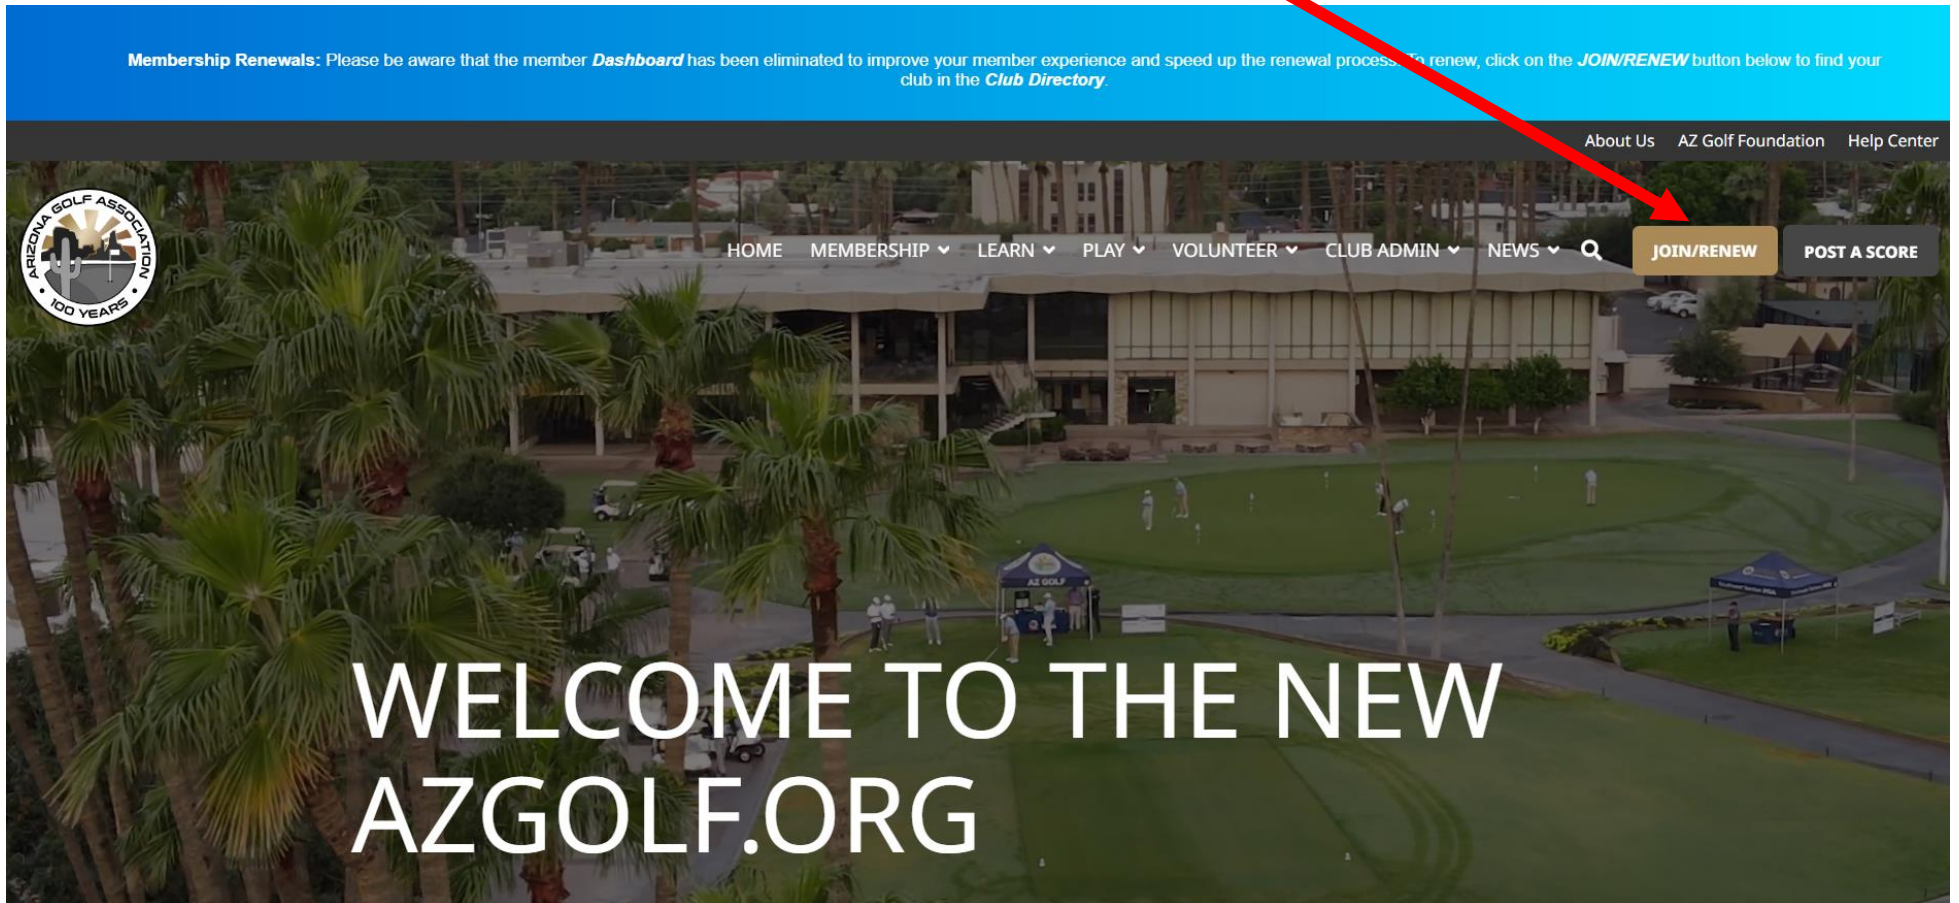 Membership Renewals: Please be aware that the member Dashboard has been eliminated to improve your member experience and speed up the renewal process. To renew, click on the JOIN/RENEW button below to find your
club in the Club Directory.
About Us AZ Golf Foundation Help Center
ARIZONA GOLF ASSOCIATION
100 YEARS
HOME MEMBERSHIP LEARN PLAY VOLUNTEER CLUB ADMIN NEWS JOIN/RENEW POST A SCORE
AZ GOLF
WELCOME TO THE NEW
AZGOLF.ORG